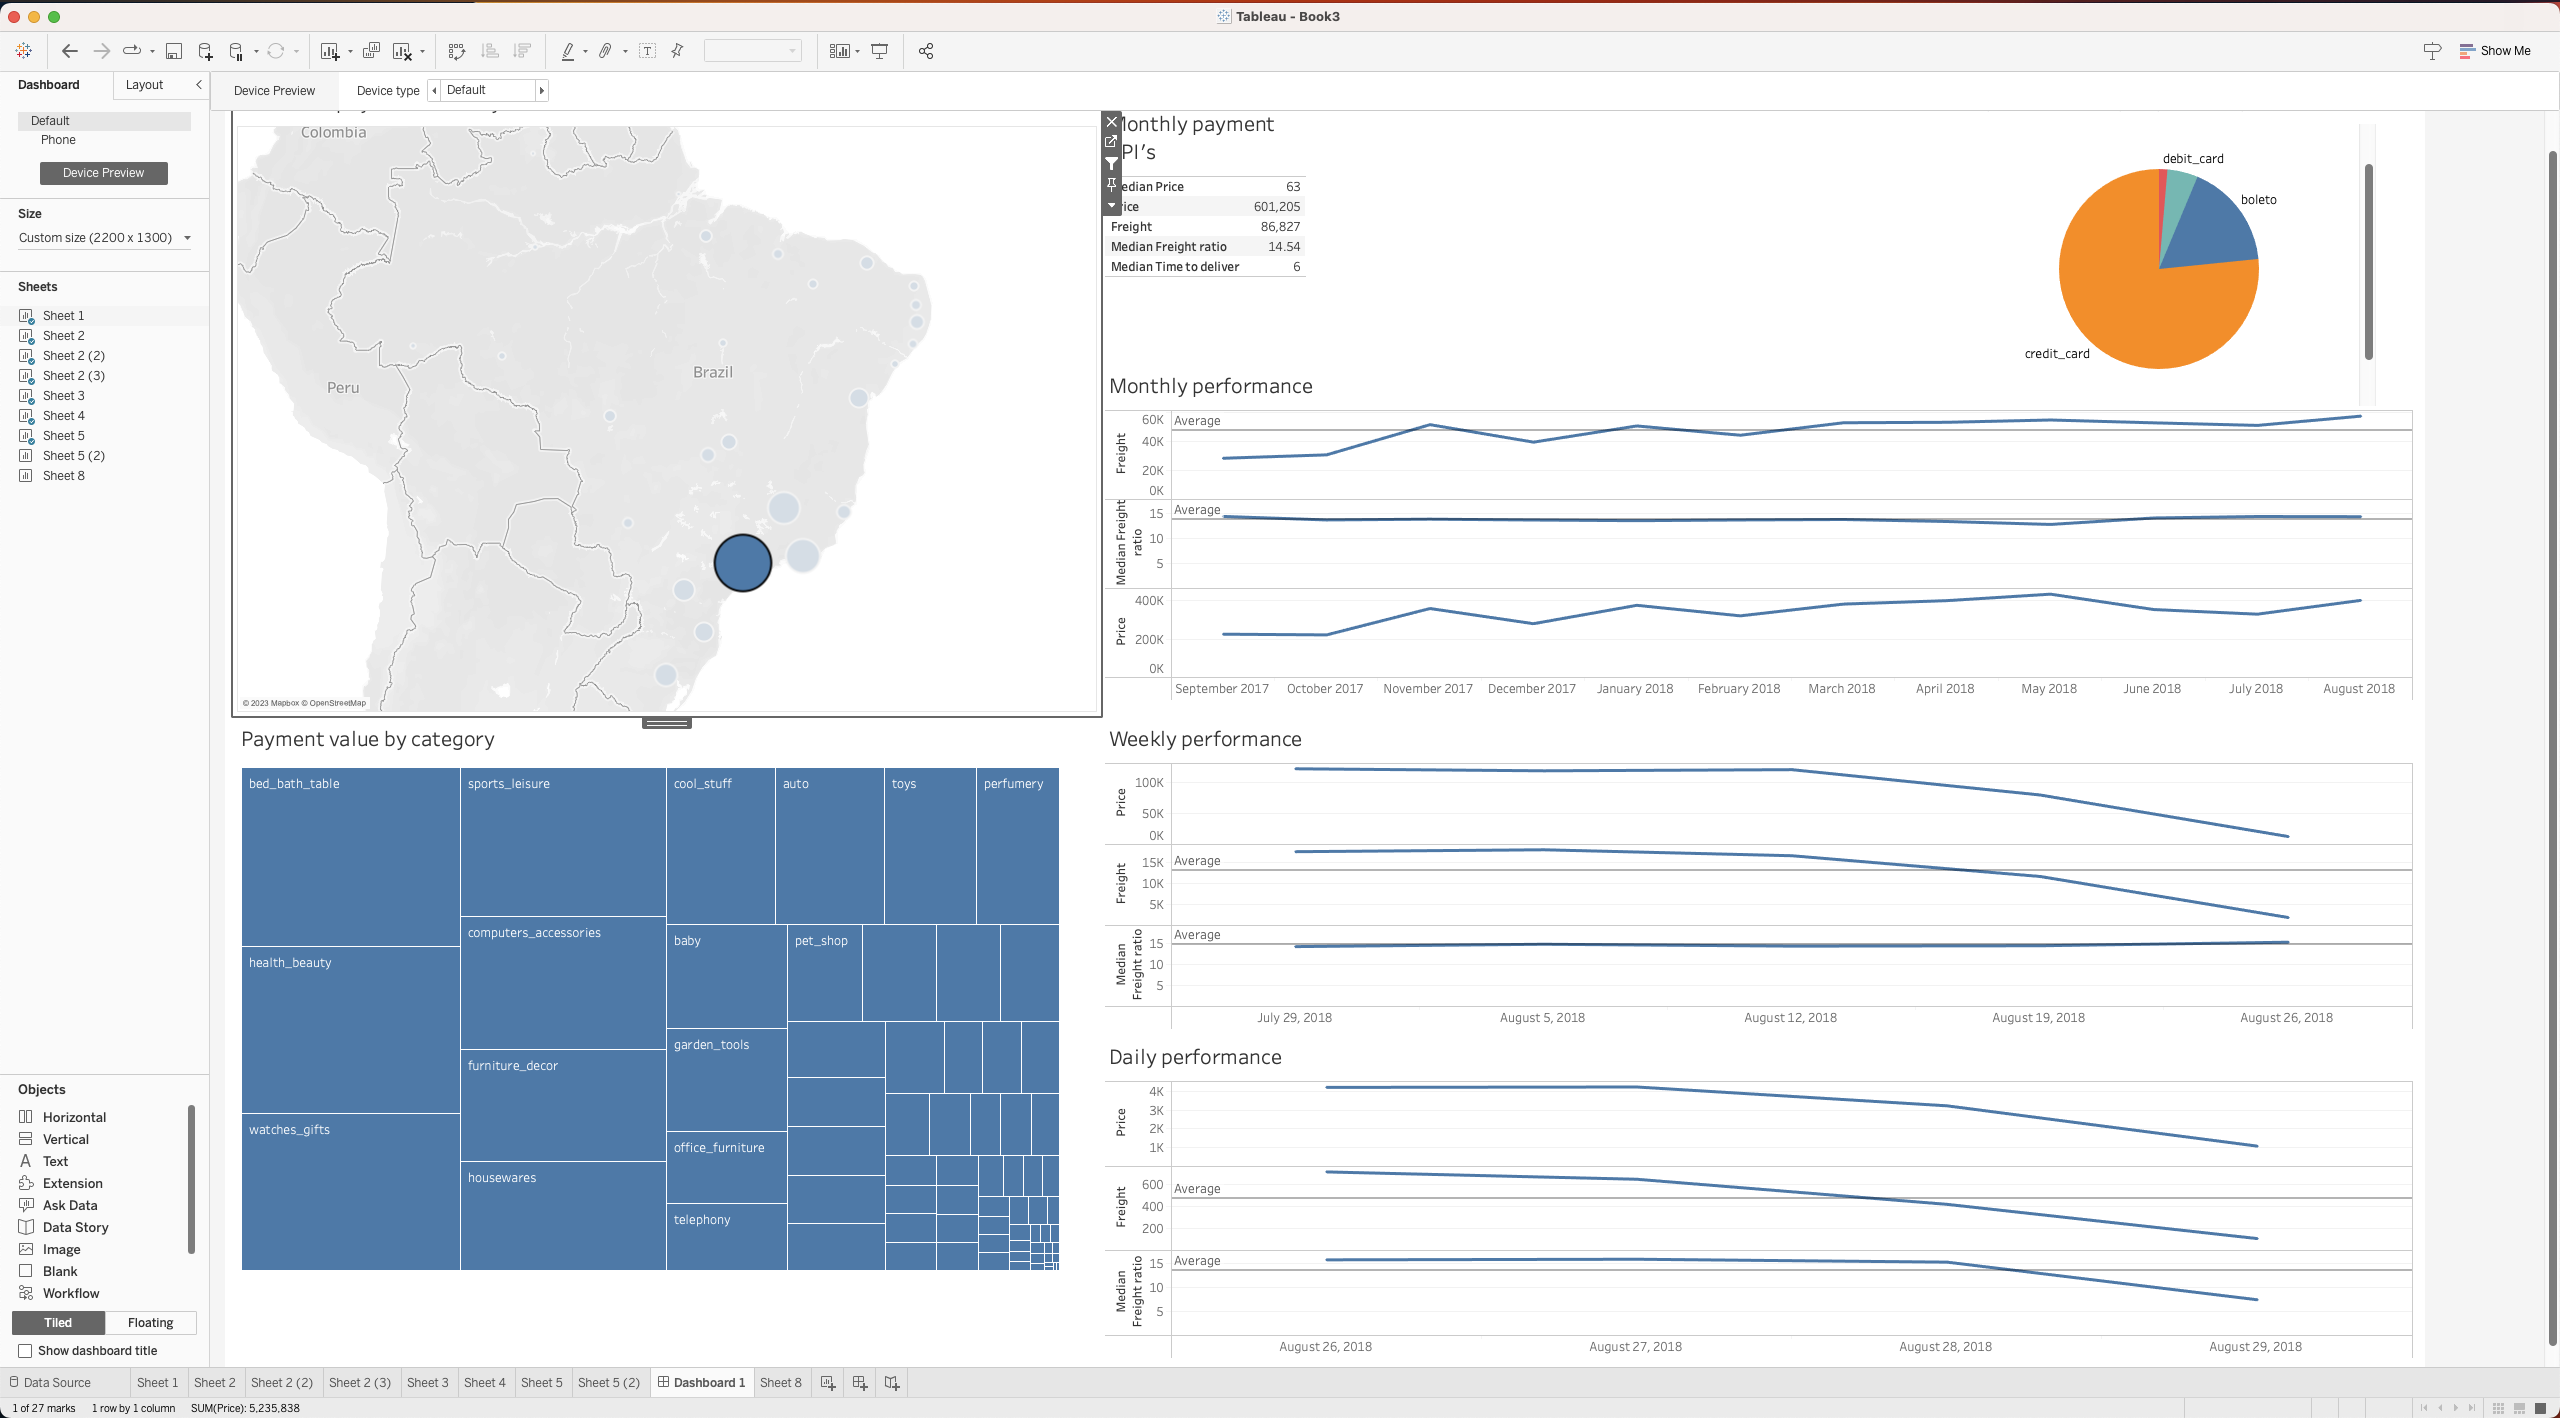 Tableau - Book3
Show Me
Dashboard
Layout
Device Preview
Device type
Default
Default
Phone
Device Preview
Size
Custom size (2200 x 1300)
Sheets
Sheet 1
Sheet 2
Sheet 2 (2)
Sheet 2 (3)
Sheet 3
Sheet 4
Sheet 5
Sheet 5 (2)
Sheet 8
Objects
Horizontal
Vertical
Text
Extension
Ask Data
Data Story
Image
Blank
Workflow
Tiled
Floating
Show dashboard title
Colombia
Peru
Brazil
© 2023 Mapbox © OpenStreetMap
Payment value by category
bed_bath_table
sports_leisure
cool_stuff
auto
toys
perfumery
computers_accessories
baby
pet_shop
health_beauty
garden_tools
furniture_decor
watches_gifts
office_furniture
housewares
telephony
Monthly payment
PI's
edian Price 63
rice 601,205
Freight 86,827
Median Freight ratio 14.54
Median Time to deliver 6
debit_card
boleto
credit_card
Monthly performance
Freight
60K
40K
20K
0K
Average
Median Freight
ratio
15
10
5
Average
Price
400K
200K
0K
September 2017 October 2017 November 2017 December 2017 January 2018 February 2018 March 2018 April 2018 May 2018 June 2018 July 2018 August 2018
Weekly performance
Price
100K
50K
0K
Freight
15K
10K
5K
Average
Median
Freight ratio
15
10
5
Average
July 29, 2018 August 5, 2018 August 12, 2018 August 19, 2018 August 26, 2018
Daily performance
Price
4K
3K
2K
1K
Freight
600
400
200
Average
Median
Freight ratio
15
10
5
Average
August 26, 2018 August 27, 2018 August 28, 2018 August 29, 2018
Data Source Sheet 1 Sheet 2 Sheet 2 (2) Sheet 2 (3) Sheet 3 Sheet 4 Sheet 5 Sheet 5 (2) Dashboard 1 Sheet 8
1 of 27 marks 1 row by 1 column SUM(Price): 5,235,838